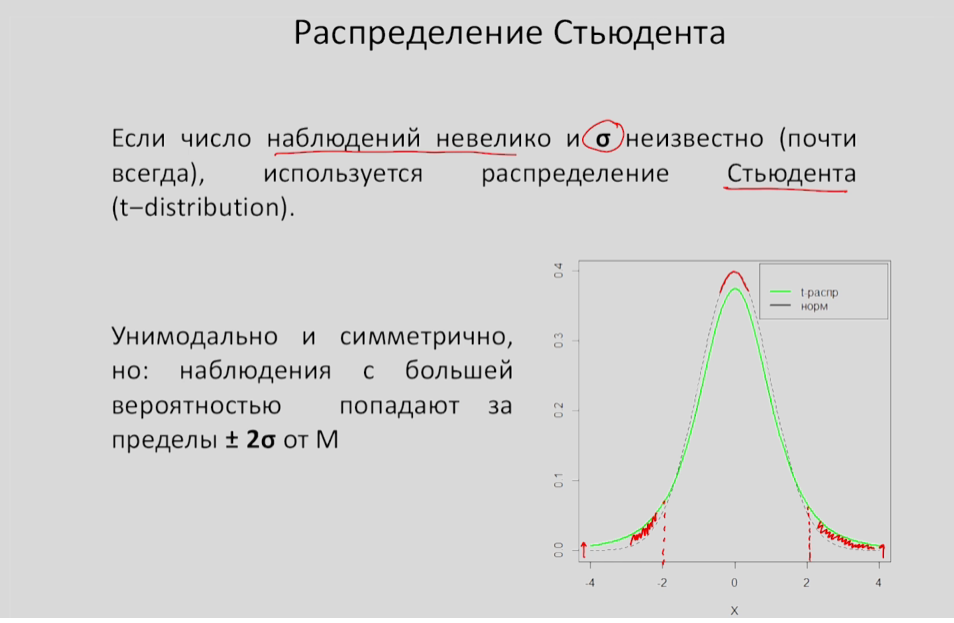 Распределение Стьюдента
Если число наблюдений невелико и σ неизвестно (почти
всегда), используется распределение Стьюдента
(t–distribution).
Унимодально и симметрично,
но: наблюдения с большей
вероятностью попадают за
пределы ± 2σ от М
t-распр
норм
0.4
0.3
0.2
0.1
0.0
-4 -2 0 2 4
X